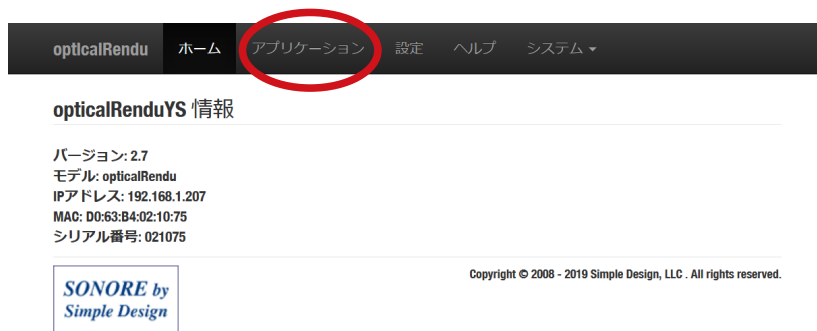 opticalRendu ホーム アプリケーション 設定 ヘルプ システム
opticalRenduYS 情報
バージョン: 2.7
モデル: opticalRendu
IPアドレス: 192.168.1.207
MAC: D0:63:B4:02:10:75
シリアル番号: 021075
SONORE by
Simple Design
Copyright © 2008 - 2019 Simple Design, LLC . All rights reserved.